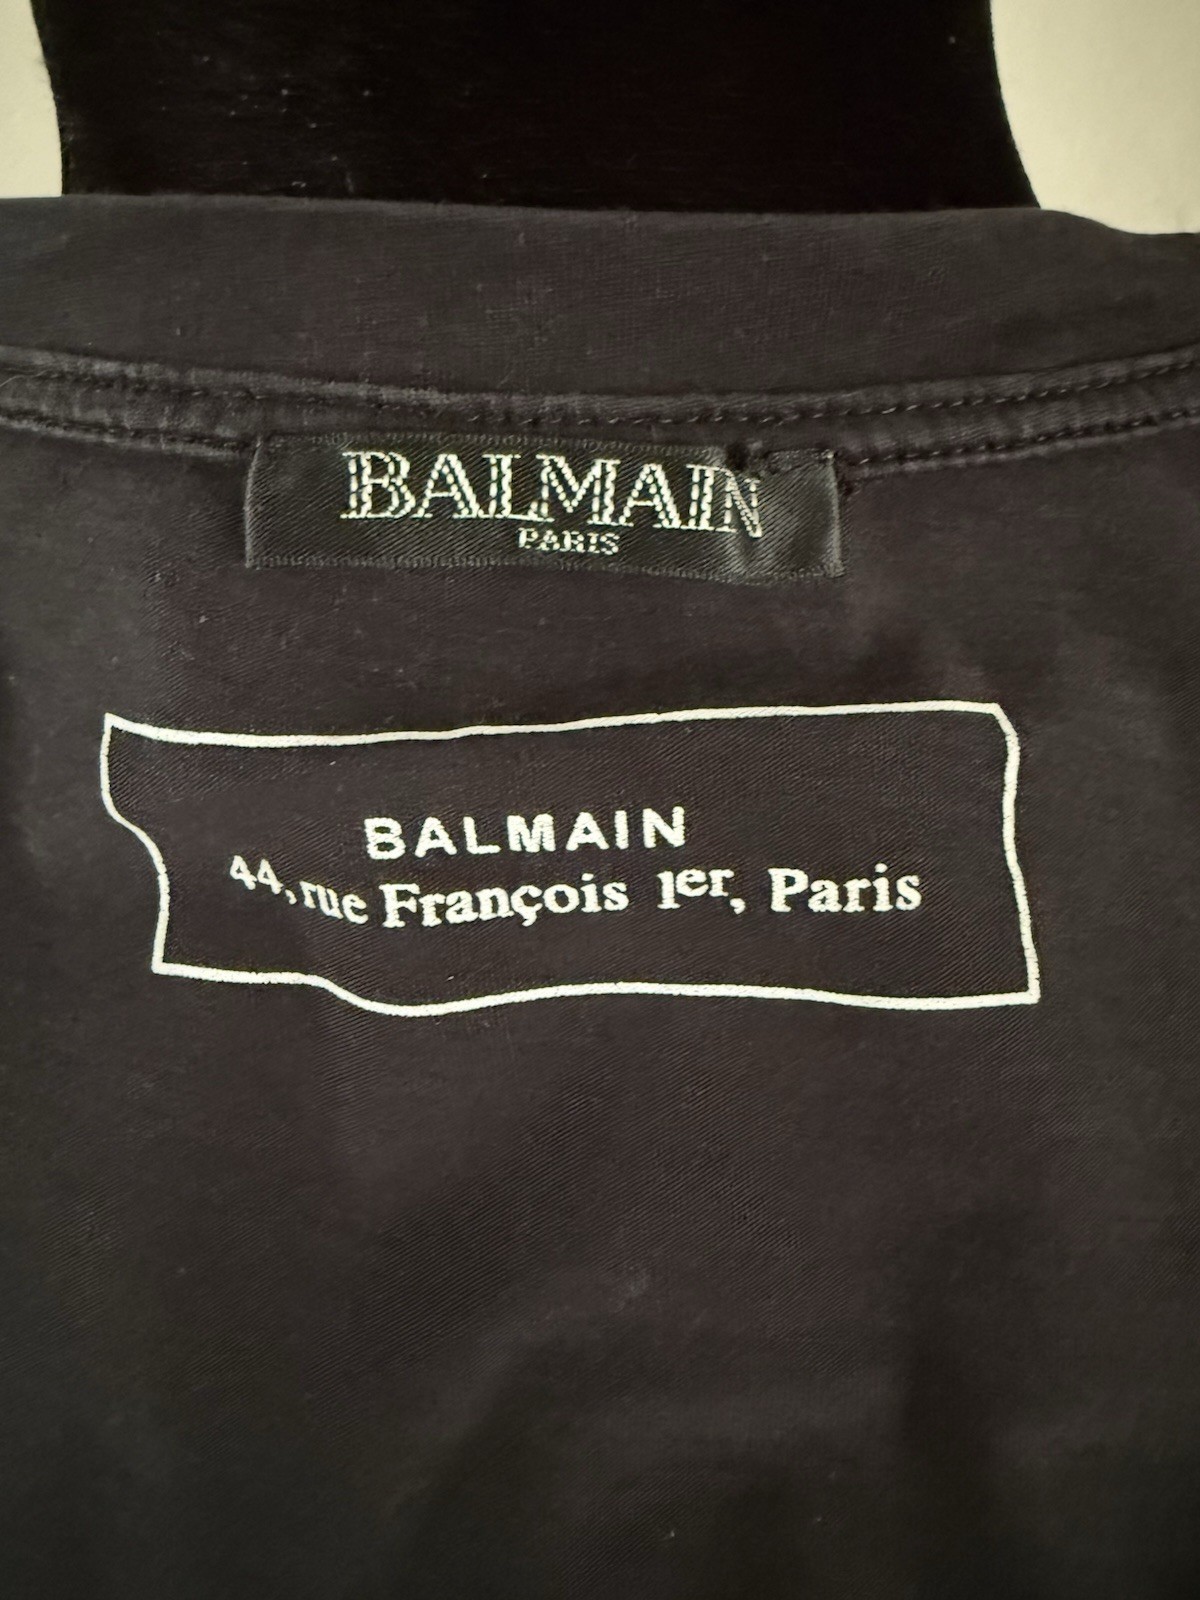 BALMAIN
PARIS
BALMAIN
44, rue François 1er, Paris